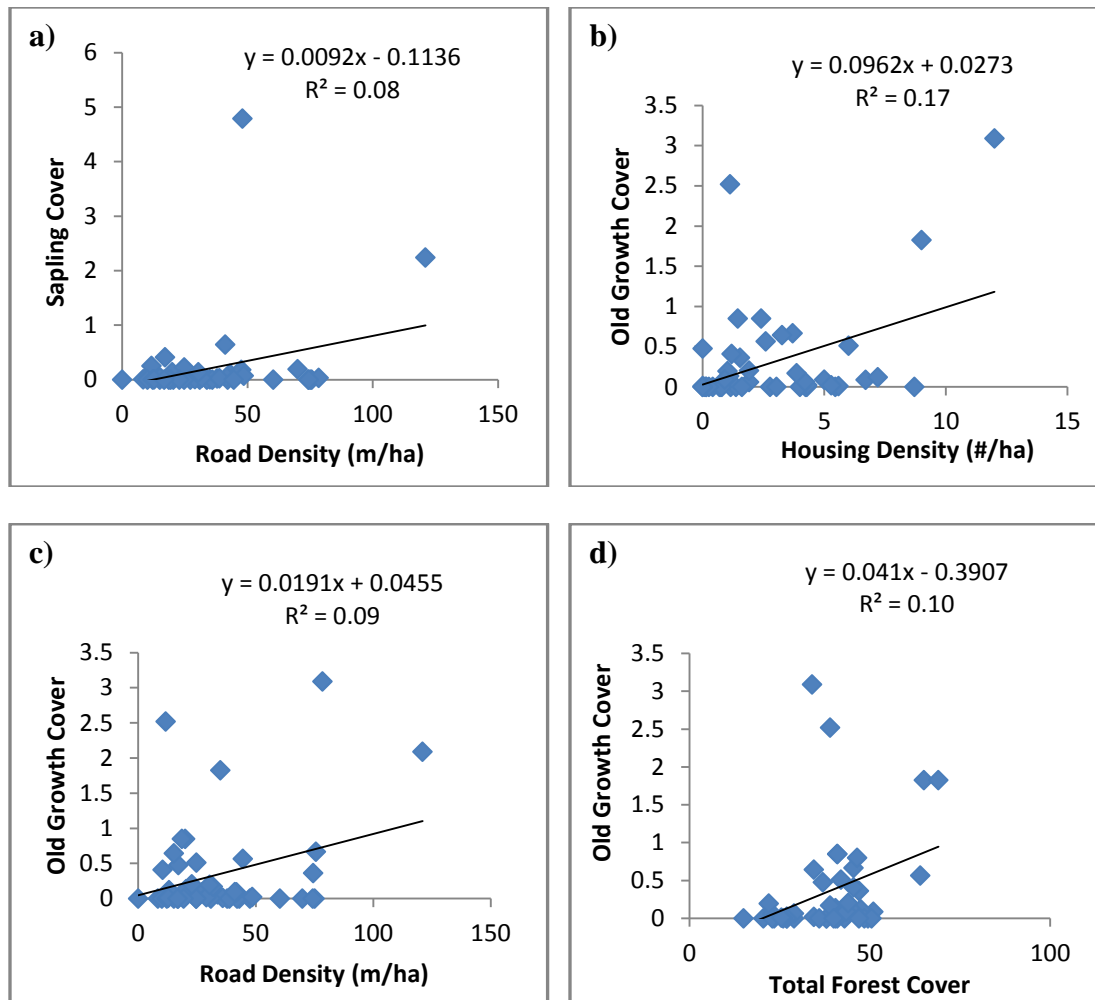 a)
y = 0.0092x - 0.1136
R² = 0.08
6
5
4
3
2
1
0
0 50 100 150
Sapling Cover
Road Density (m/ha)
b)
y = 0.0962x + 0.0273
R² = 0.17
3.5
3
2.5
2
1.5
1
0.5
0
0 5 10 15
Old Growth Cover
Housing Density (#/ha)
c)
y = 0.0191x + 0.0455
R² = 0.09
3.5
3
2.5
2
1.5
1
0.5
0
0 50 100 150
Old Growth Cover
Road Density (m/ha)
d)
y = 0.041x - 0.3907
R² = 0.10
3.5
3
2.5
2
1.5
1
0.5
0
0 50 100
Old Growth Cover
Total Forest Cover